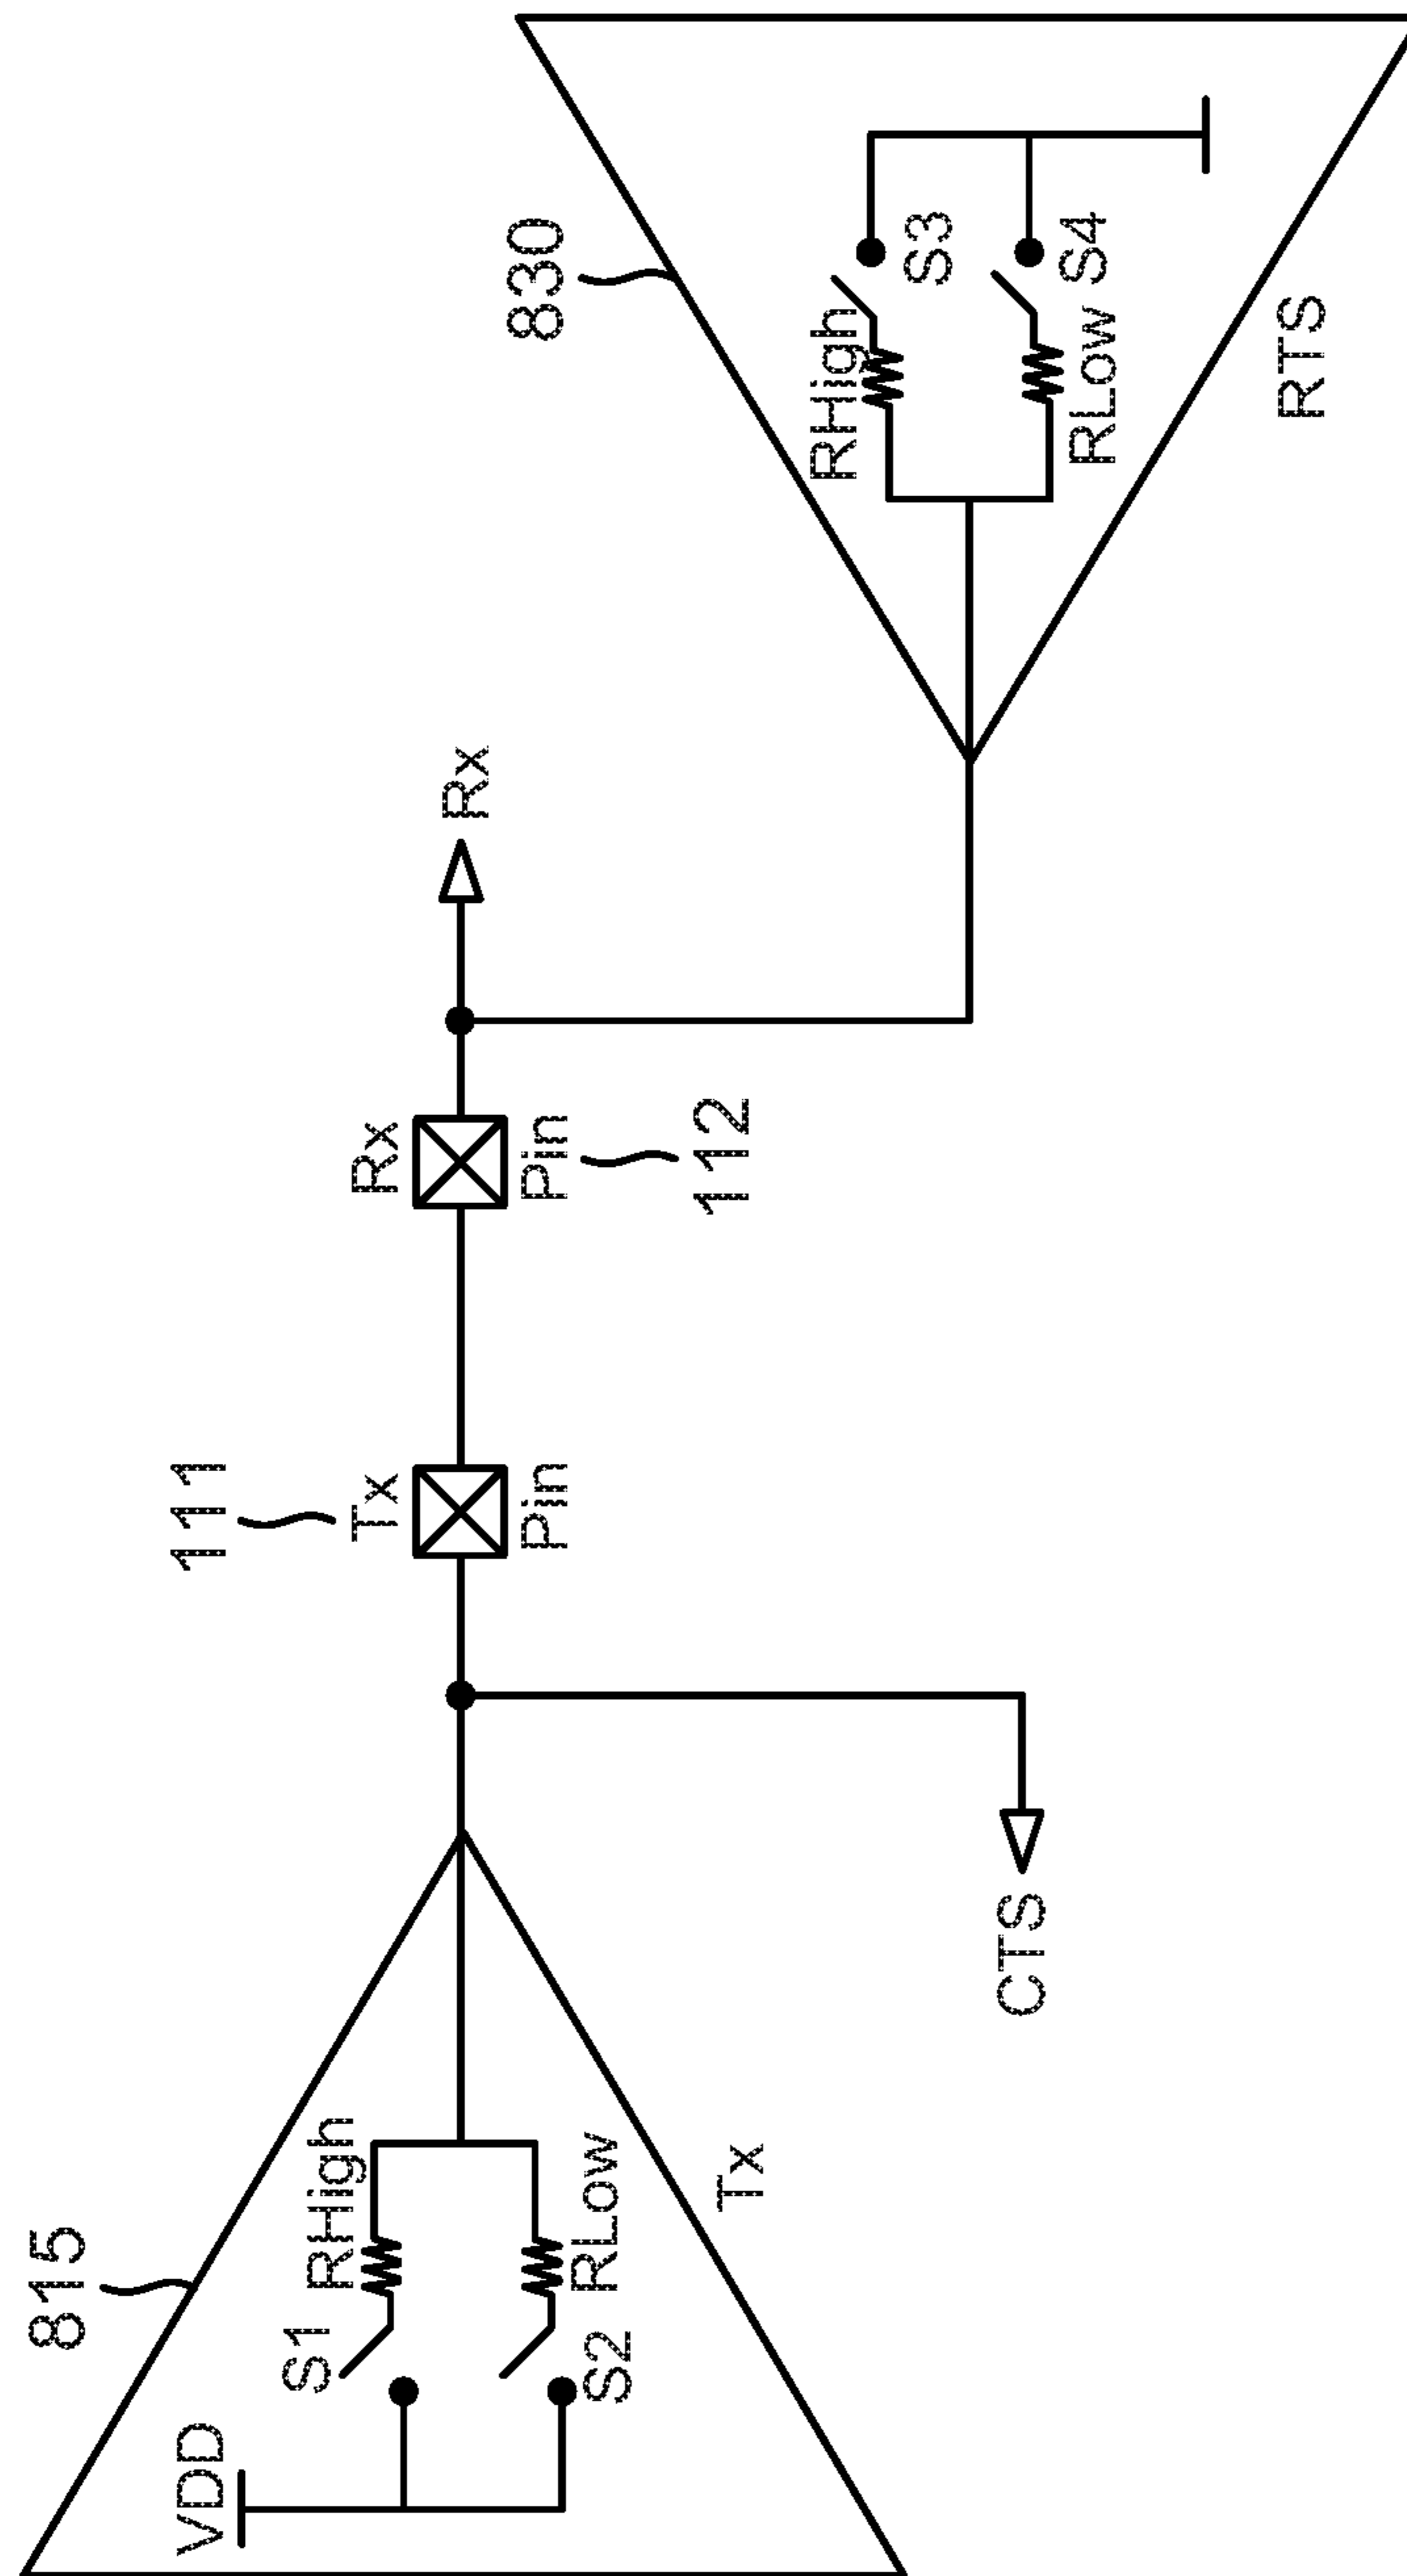 815
VDD
S1
RHigh
S2
RLow
Tx
CTS
111
Tx
Pin
Rx
Pin
112
Rx
830
RHigh
S3
RLow
S4
RTS